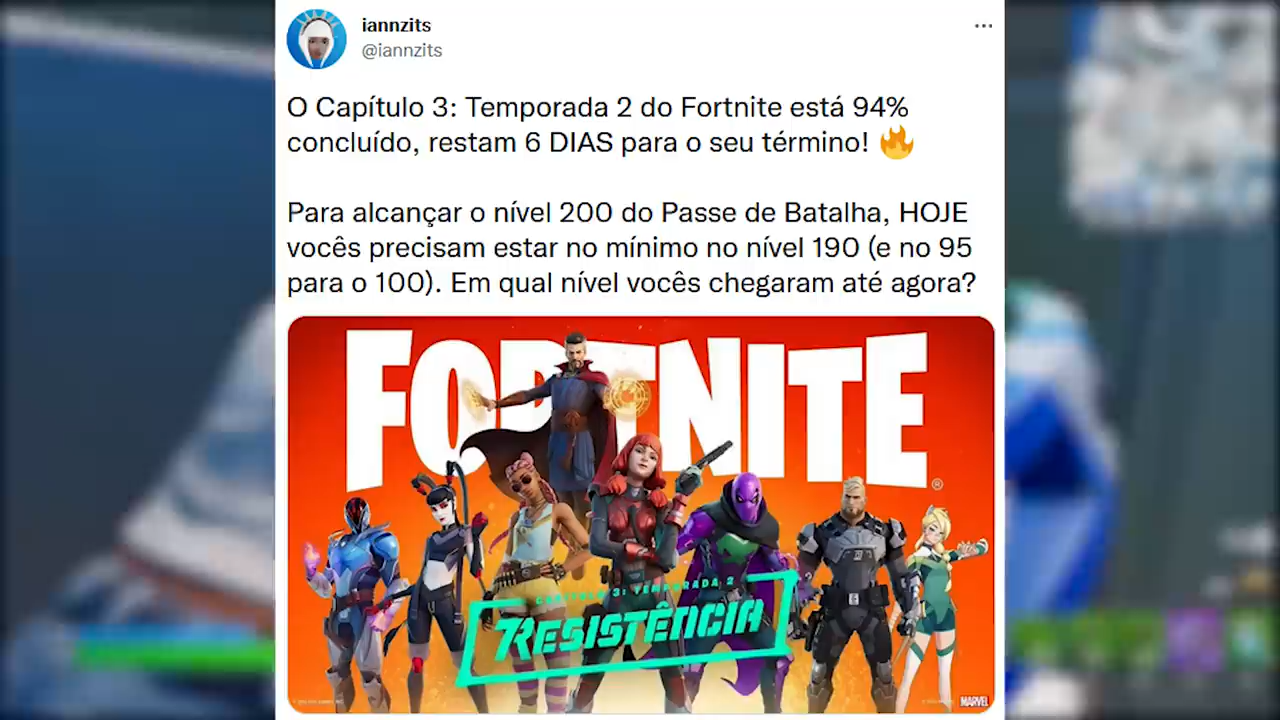 iannzits
@iannzits
O Capítulo 3: Temporada 2 do Fortnite está 94%
concluído, restam 6 DIAS para o seu término! 🔥
Para alcançar o nível 200 do Passe de Batalha, HOJE
vocês precisam estar no mínimo no nível 190 (e no 95
para o 100). Em qual nível vocês chegaram até agora?
FORTNITE
®
CAPÍTULO 3: TEMPORADA 2
RESISTÊNCIA
MARVEL